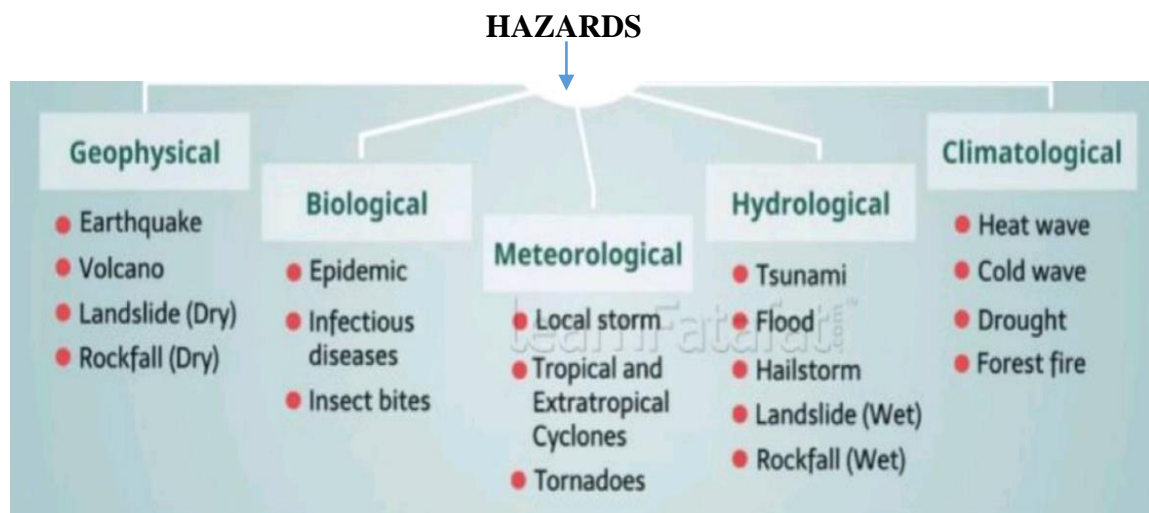 HAZARDS
Geophysical
Earthquake
Volcano
Landslide (Dry)
Rockfall (Dry)
Biological
Epidemic
Infectious
diseases
Insect bites
Meteorological
Local storm
Tropical and
Extratropical
Cyclones
Tornadoes
Hydrological
Tsunami
Flood
Hailstorm
Landslide (Wet)
Rockfall (Wet)
Climatological
Heat wave
Cold wave
Drought
Forest fire
teamFatafat.com™